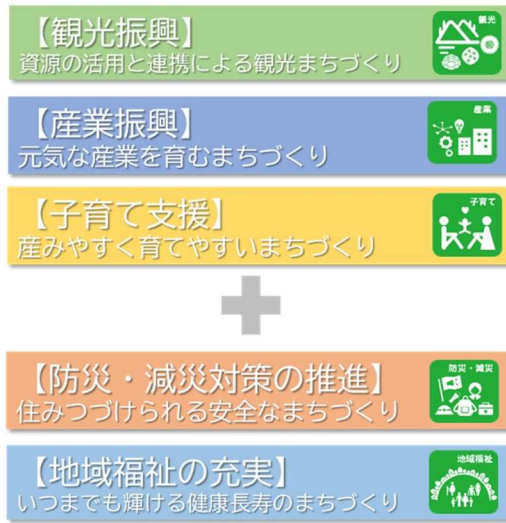 【観光振興】
資源の活用と連携による観光まちづくり
観光
【産業振興】
元気な産業を育むまちづくり
産業
【子育て支援】
産みやすく育てやすいまちづくり
子育て
【防災・減災対策の推進】
住みつづけられる安全なまちづくり
防災・減災
【地域福祉の充実】
いつまでも輝ける健康長寿のまちづくり
地域福祉